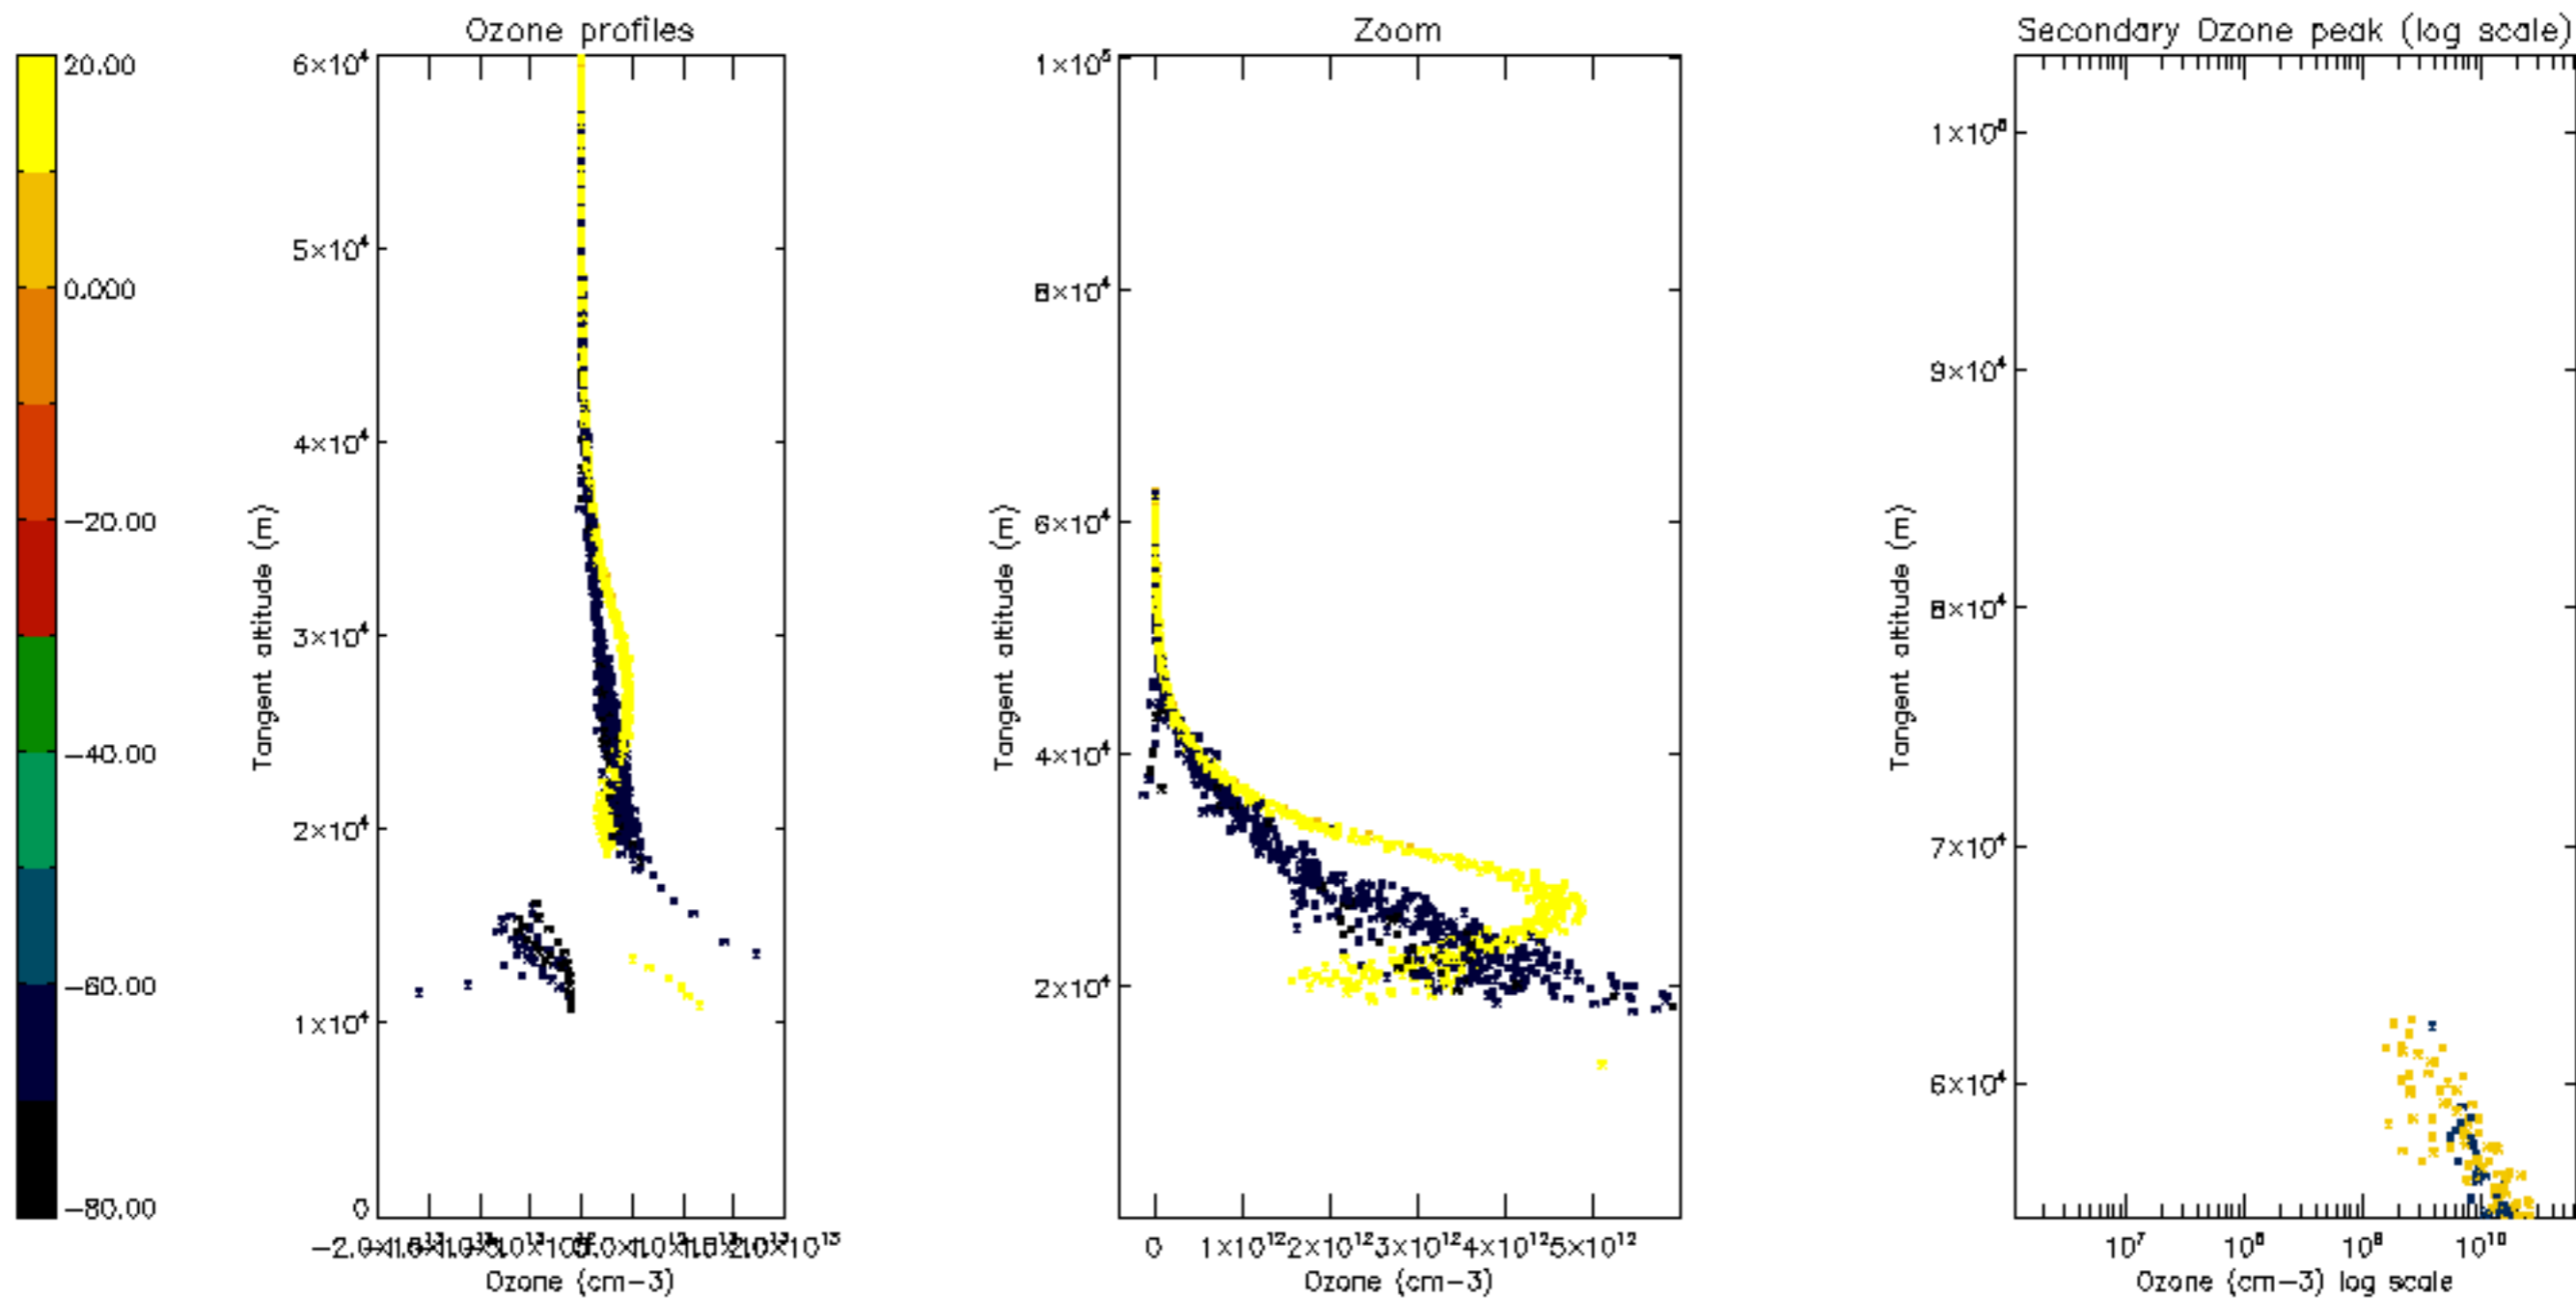 Ozone profiles
Zoom
Secondary Ozone peak (log scale)
20.00
0.000
−20.00
−40.00
−60.00
−80.00
Tangent altitude (m)
6×10⁴
5×10⁴
4×10⁴
3×10⁴
2×10⁴
1×10⁴
0
Ozone (cm−3)
Tangent altitude (m)
1×10⁵
8×10⁴
6×10⁴
4×10⁴
2×10⁴
0 1×10¹² 2×10¹² 3×10¹² 4×10¹² 5×10¹²
Ozone (cm−3)
Tangent altitude (m)
9×10⁴
8×10⁴
7×10⁴
6×10⁴
10⁷ 10⁸ 10⁹ 10¹⁰
Ozone (cm−3) log scale